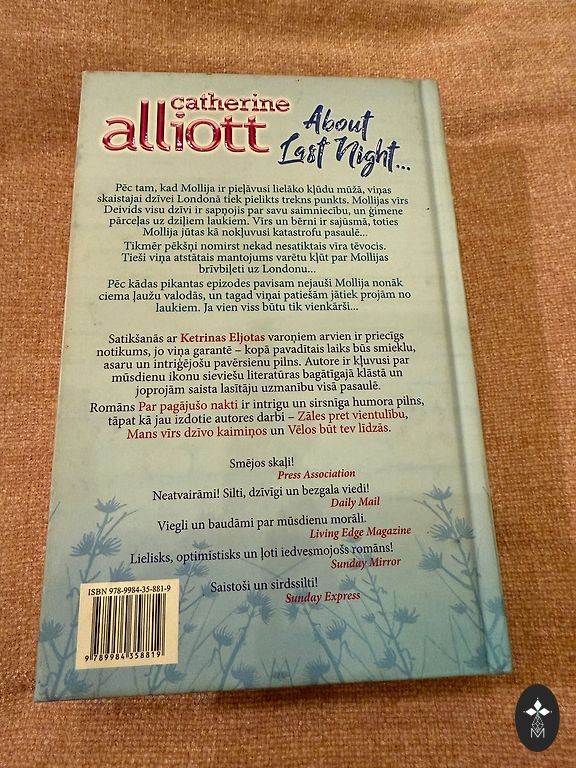 catherine
alliott
About
Last Night...
Pēc tam, kad Mollija ir pieļāvusi lielāko kļūdu mūžā, viņas
skaistajai dzīvei Londonā tiek pielikts trekns punkts. Mollijas vīrs
Deivids visu dzīvi ir sapņojis par savu saimniecību, un ģimene
pārceļas uz dziļiem laukiem. Vīrs un bērni ir sajūsmā, toties
Mollija jūtas kā nokļuvusi katastrofu pasaulē...
Tikmēr pēkšņi nomirst nekad nesatiktais vīra tēvocis.
Tieši viņa atstātais mantojums varētu kļūt par Mollijas
brīvbiļeti uz Londonu...
Pēc kādas pikantas epizodes pavisam nejauši Mollija nonāk
ciema ļaužu valodās, un tagad viņai patiešām jātiek projām no
laukiem. Ja vien viss būtu tik vienkārši...
Satikšanās ar Ketrinas Eljotas varoņiem arvien ir priecīgs
notikums, jo viņa garantē – kopā pavadītais laiks būs smieklu,
asaru un intriģējošu pavērsienu pilns. Autore ir kļuvusi par
mūsdienu ikonu sieviešu literatūras bagātīgajā klāstā un
joprojām saista lasītāju uzmanību visā pasaulē.
Romāns Par pagājušo nakti ir intrigu un sirsnīga humora pilns,
tāpat kā jau izdotie autores darbi – Zāles pret vientulību,
Mans vīrs dzīvo kaimiņos un Vēlos būt tev līdzās.
Smējos skaļi!
Press Association
Neatvairāmi! Silti, dzīvīgi un bezgala viedi!
Daily Mail
Viegli un baudāmi par mūsdienu morāli.
Living Edge Magazine
Lielisks, optimistisks un ļoti iedvesmojošs romāns!
Sunday Mirror
Saistoši un sirdssilti!
Sunday Express
ISBN 978-9984-35-881-9
9 789984 358819
M